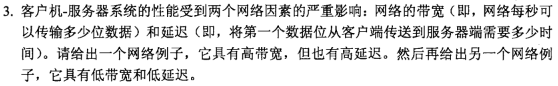 3. 客户机-服务器系统的性能受到两个网络因素的严重影响：网络的带宽（即，网络每秒可
以传输多少位数据）和延迟（即，将第一个数据位从客户端传送到服务器端需要多少时
间）。请给出一个网络例子，它具有高带宽，但也有高延迟。然后再给出另一个网络例
子，它具有低带宽和低延迟。